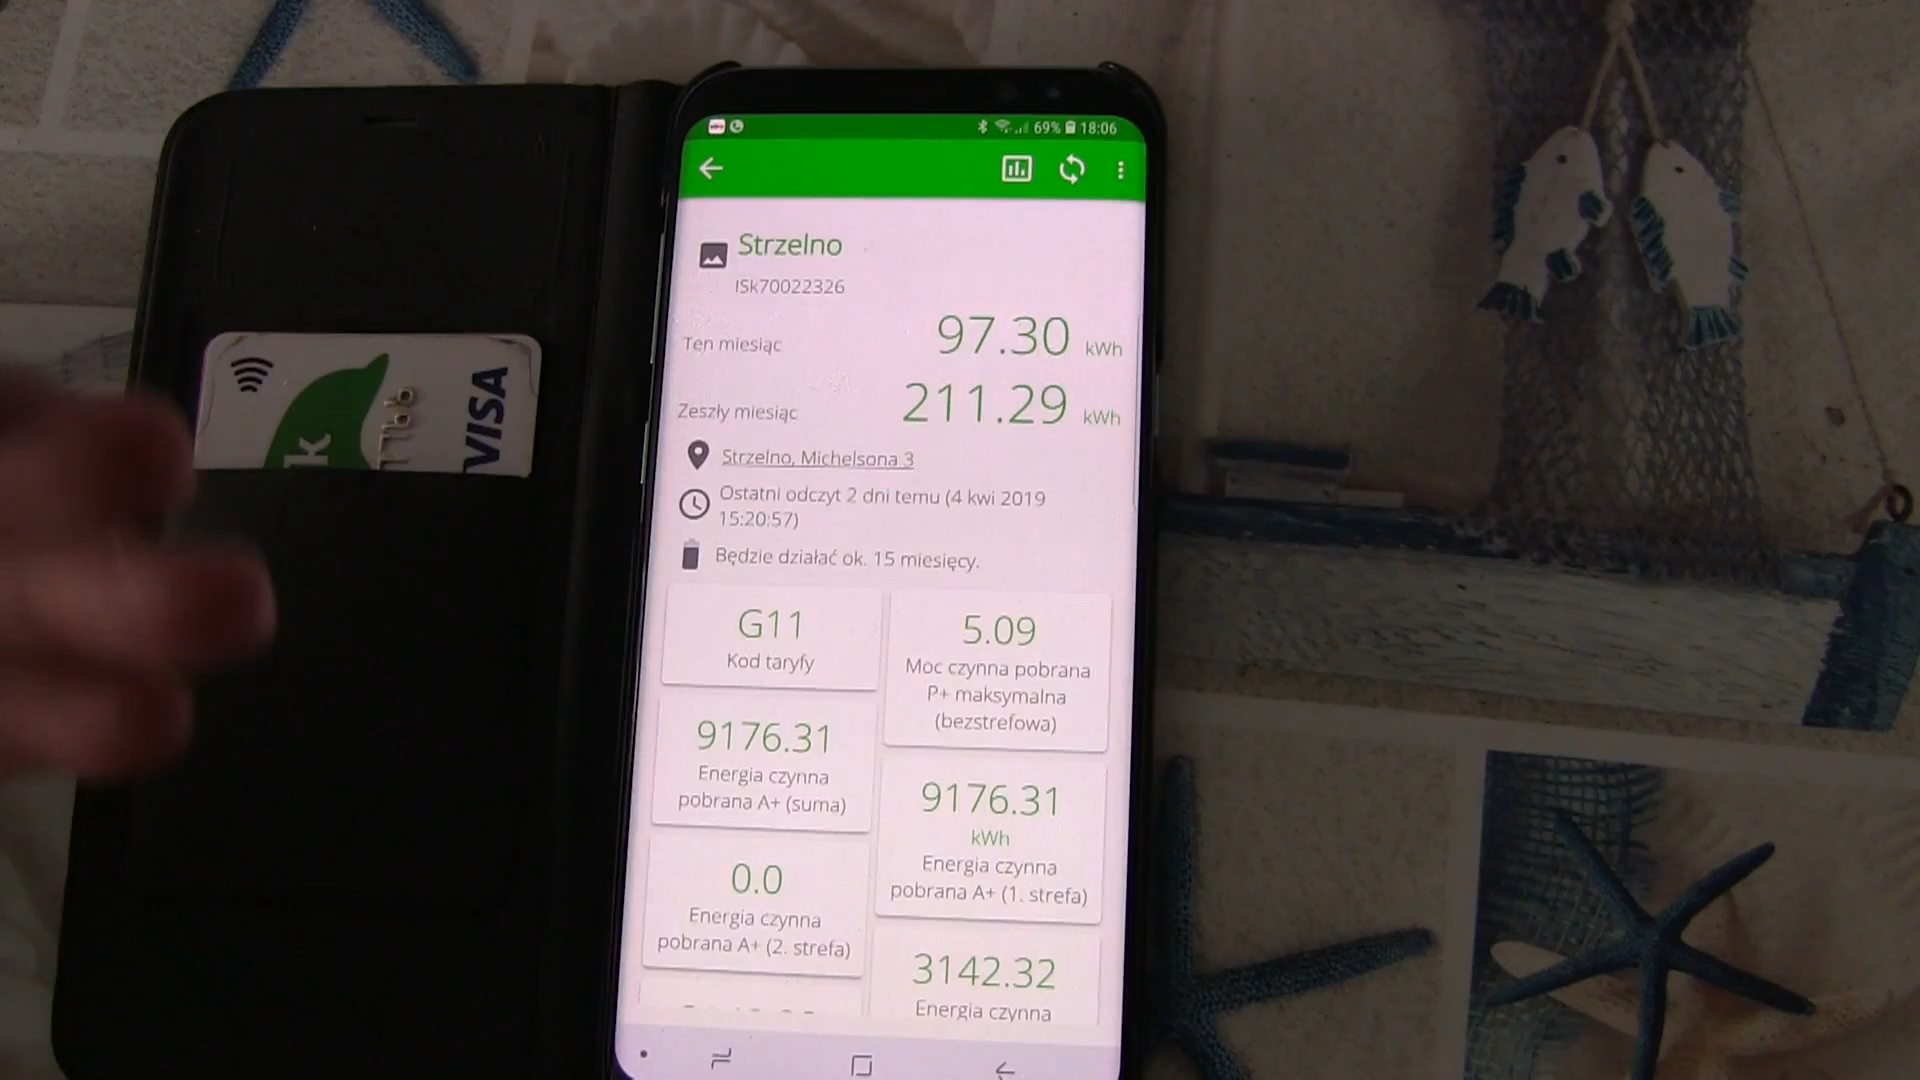 69% 18:06
Strzelno
ISk70022326
Ten miesiąc 97.30 kWh
Zeszły miesiąc 211.29 kWh
Strzelno, Michelsona 3
Ostatni odczyt 2 dni temu (4 kwi 2019
15:20:57)
Będzie działać ok. 15 miesięcy.
G11
Kod taryfy
5.09
Moc czynna pobrana
P+ maksymalna
(bezstrefowa)
9176.31
Energia czynna
pobrana A+ (suma)
9176.31
kWh
Energia czynna
pobrana A+ (1. strefa)
0.0
Energia czynna
pobrana A+ (2. strefa)
3142.32
Energia czynna
VISA